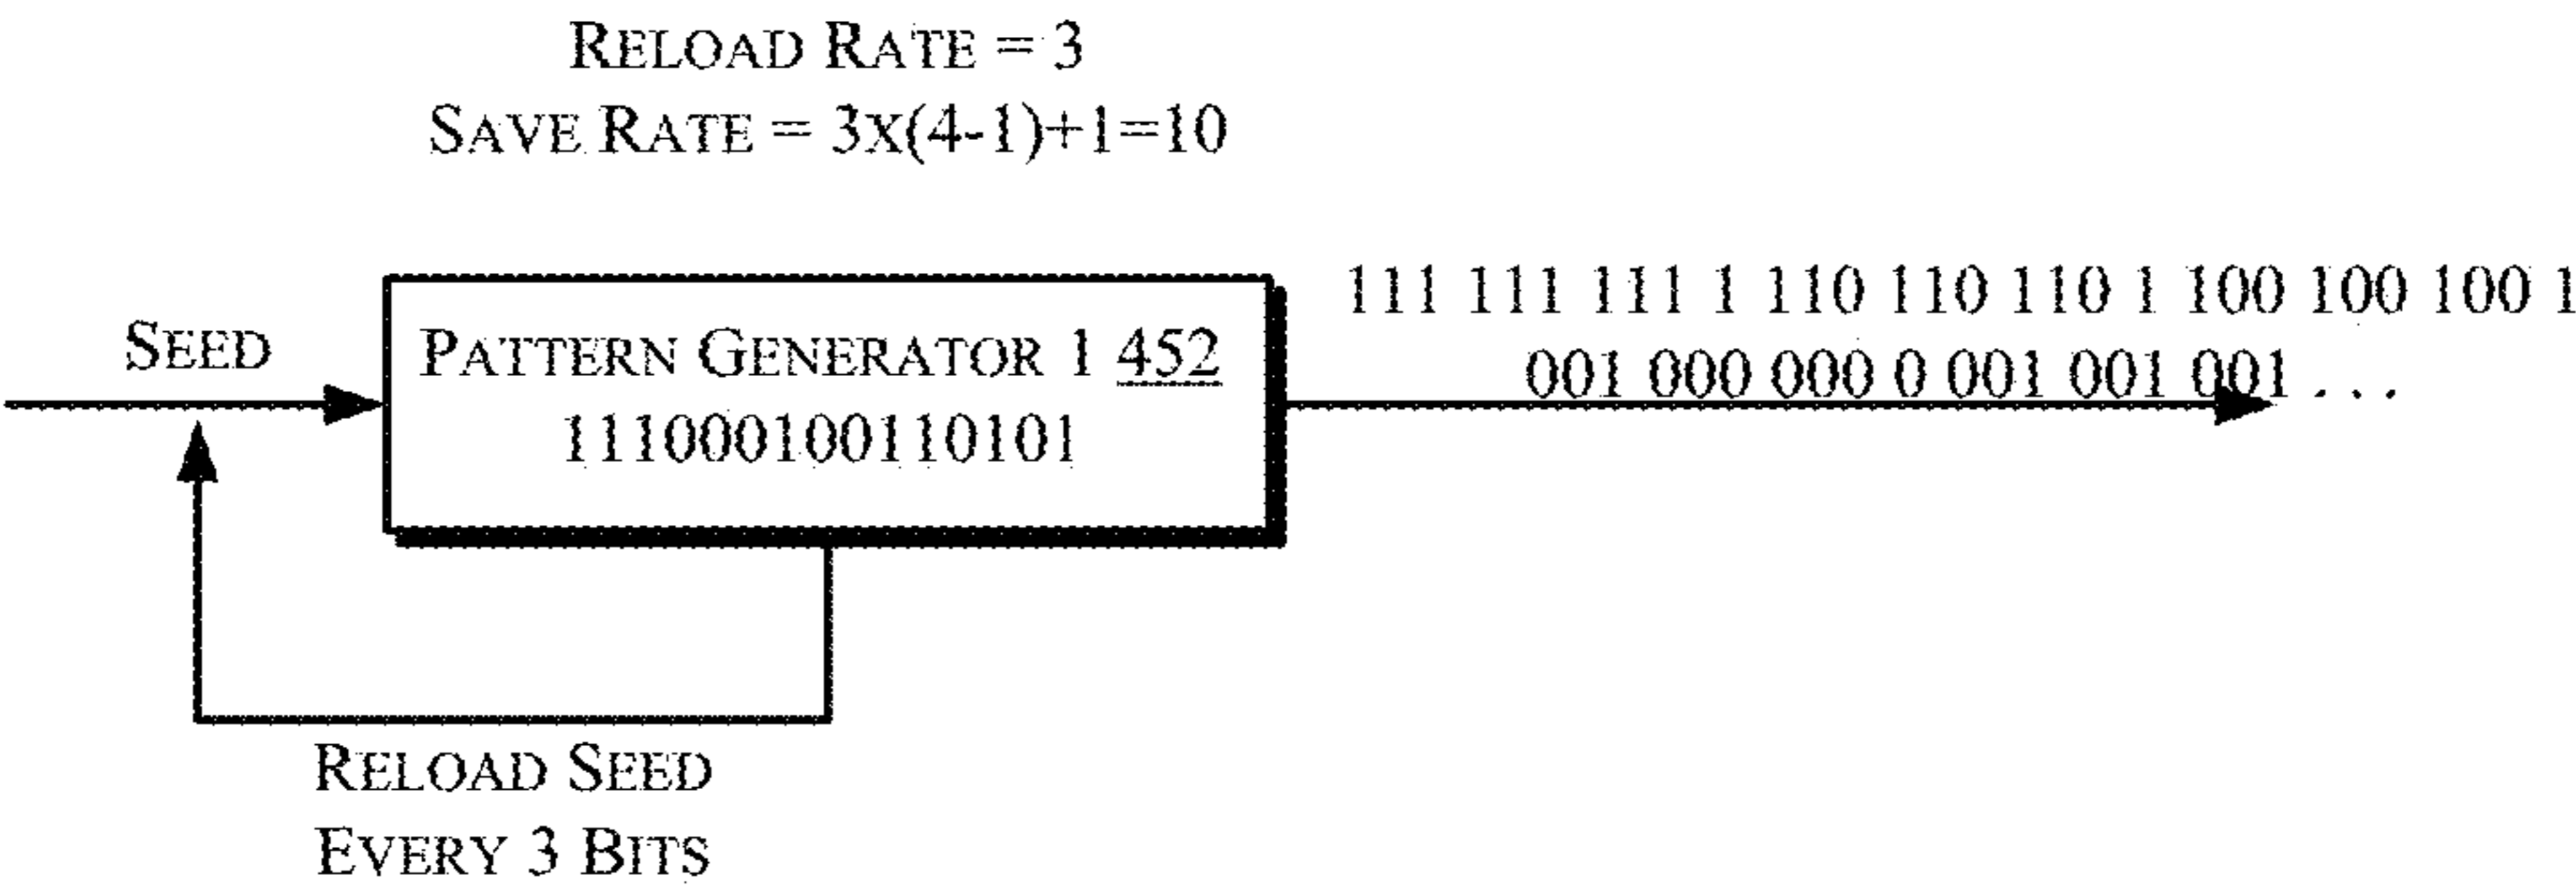 RELOAD RATE = 3
SAVE RATE = 3X(4-1)+1=10
111 111 111 1 110 110 110 1 100 100 100 1
001 000 000 0 001 001 001 . . .
SEED
PATTERN GENERATOR 1 452
111000100110101
RELOAD SEED
EVERY 3 BITS